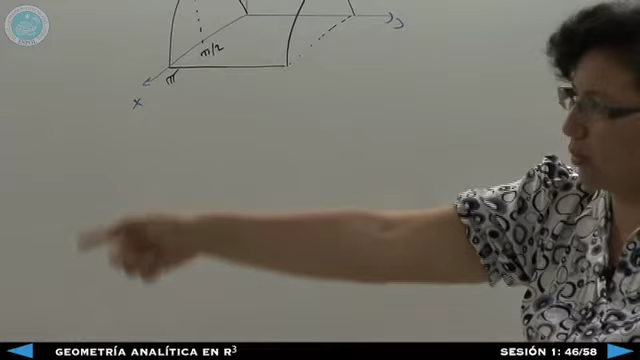 y
π/2
π
x
GEOMETRÍA ANALÍTICA EN R³
SESIÓN 1: 46/58